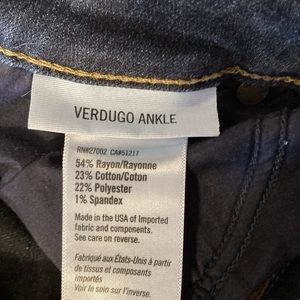 VERDUGO ANKLE
RN#27002 CA#51217
54% Rayon/Rayonne
23% Cotton/Coton
22% Polyester
1% Spandex
Made in the USA of Imported
fabric and components.
See care on reverse.
Fabriqué aux États-Unis à partir
de tissus et composants
importés
Voir le soin sur l'inverse.